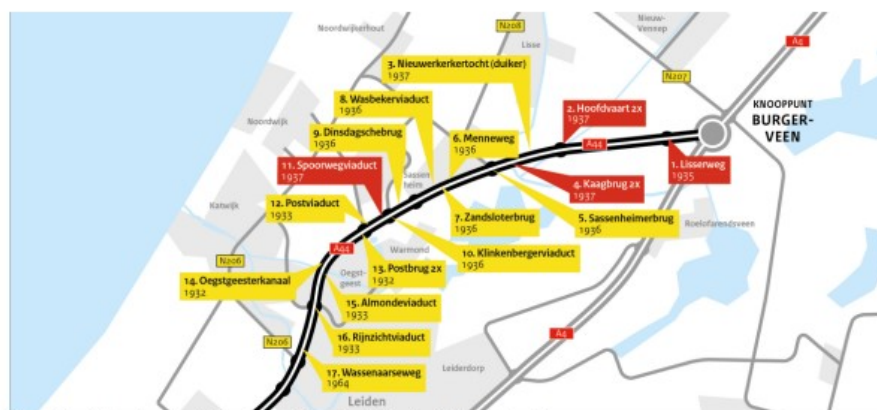 Noordwijkerhout
N208
Nieuw-
Vennep
A4
Lisse
3. Nieuwerkerkertocht (duiker)
1937
N207
8. Wasbekerviaduct
1936
2. Hoofdvaart 2x
1937
KNOOPPUNT
BURGER-
VEEN
Noordwijk
9. Dinsdagschebrug
1936
6. Menneweg
1936
A44
11. Spoorwegviaduct
1937
Sassen
heim
4. Kaagbrug 2x
1937
1. Lisserweg
1935
Katwijk
12. Postviaduct
1933
7. Zandsloterbrug
1936
5. Sassenheimerbrug
1936
Roelofarendsveen
A44
Warmond
10. Klinkenbergerviaduct
1936
N206
14. Oegstgeesterkanaal
1932
Oegst-
geest
13. Postbrug 2x
1932
15. Almondeviaduct
1933
N206
16. Rijnzichtviaduct
1933
A4
17. Wassenaarseweg
1964
Leiderdorp
Leiden